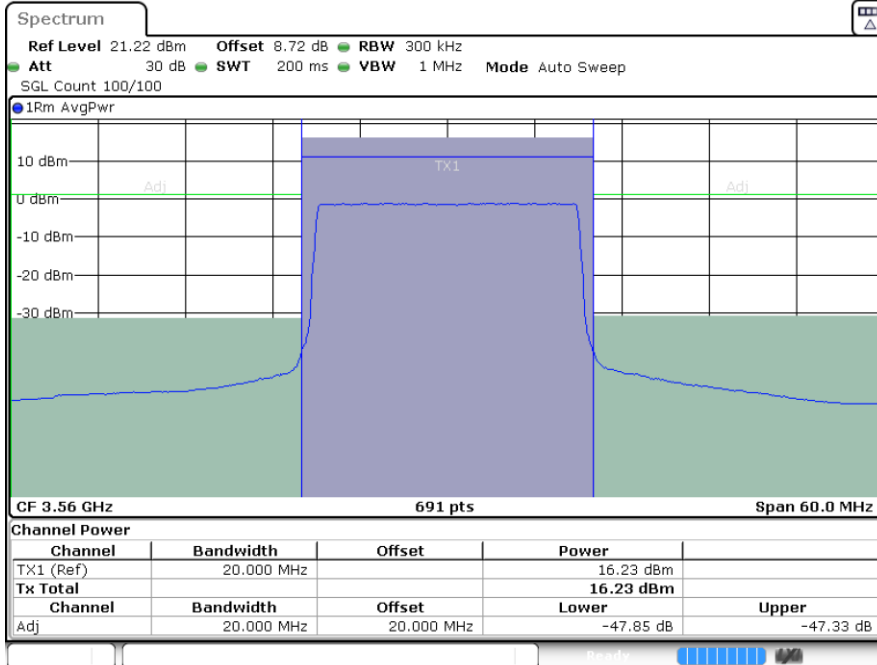 Spectrum
Ref Level 21.22 dBm Offset 8.72 dB RBW 300 kHz
Att 30 dB SWT 200 ms VBW 1 MHz Mode Auto Sweep
SGL Count 100/100
1Rm AvgPwr
10 dBm
TX1
Adj Adj
0 dBm
-10 dBm
-20 dBm
-30 dBm
CF 3.56 GHz 691 pts Span 60.0 MHz
Channel Power
Channel Bandwidth Offset Power
TX1 (Ref) 20.000 MHz 16.23 dBm
Tx Total 16.23 dBm
Channel Bandwidth Offset Lower Upper
Adj 20.000 MHz 20.000 MHz -47.85 dB -47.33 dB
Ready